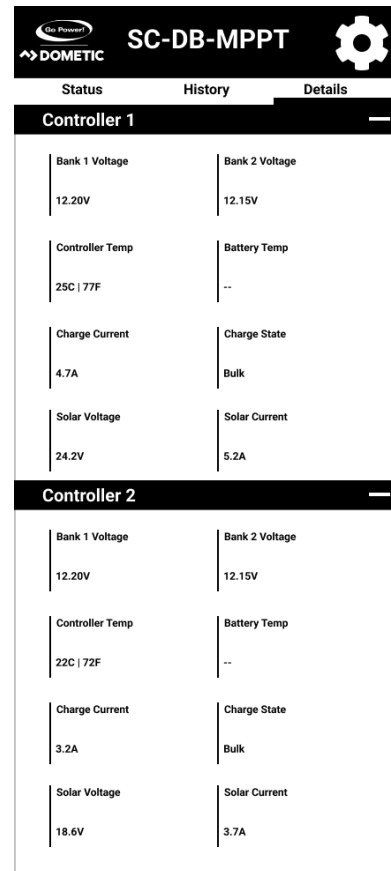 Go Power!
DOMETIC
SC-DB-MPPT
Status History Details
Controller 1
Bank 1 Voltage Bank 2 Voltage
12.20V 12.15V
Controller Temp Battery Temp
25C | 77F --
Charge Current Charge State
4.7A Bulk
Solar Voltage Solar Current
24.2V 5.2A
Controller 2
Bank 1 Voltage Bank 2 Voltage
12.20V 12.15V
Controller Temp Battery Temp
22C | 72F --
Charge Current Charge State
3.2A Bulk
Solar Voltage Solar Current
18.6V 3.7A